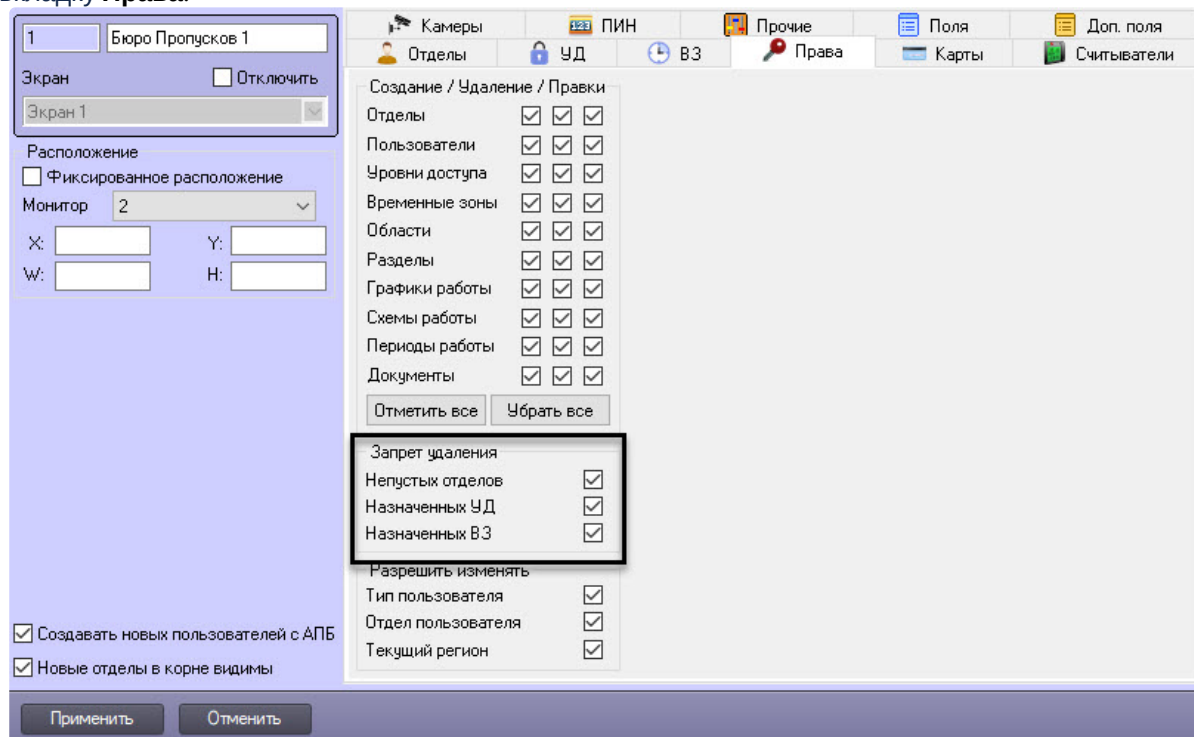 вкладку Права.
1 Бюро Пропусков 1
Экран Отключить
Экран 1
Расположение
Фиксированное расположение
Монитор 2
X: Y:
W: H:
Создавать новых пользователей с АПБ
Новые отделы в корне видимы
Камеры ПИН Прочие Поля Доп. поля
Отделы УД ВЗ Права Карты Считыватели
Создание / Удаление / Правки
Отделы
Пользователи
Уровни доступа
Временные зоны
Области
Разделы
Графики работы
Схемы работы
Периоды работы
Документы
Отметить все Убрать все
Запрет удаления
Непустых отделов
Назначенных УД
Назначенных ВЗ
Разрешить изменять
Тип пользователя
Отдел пользователя
Текущий регион
Применить Отменить